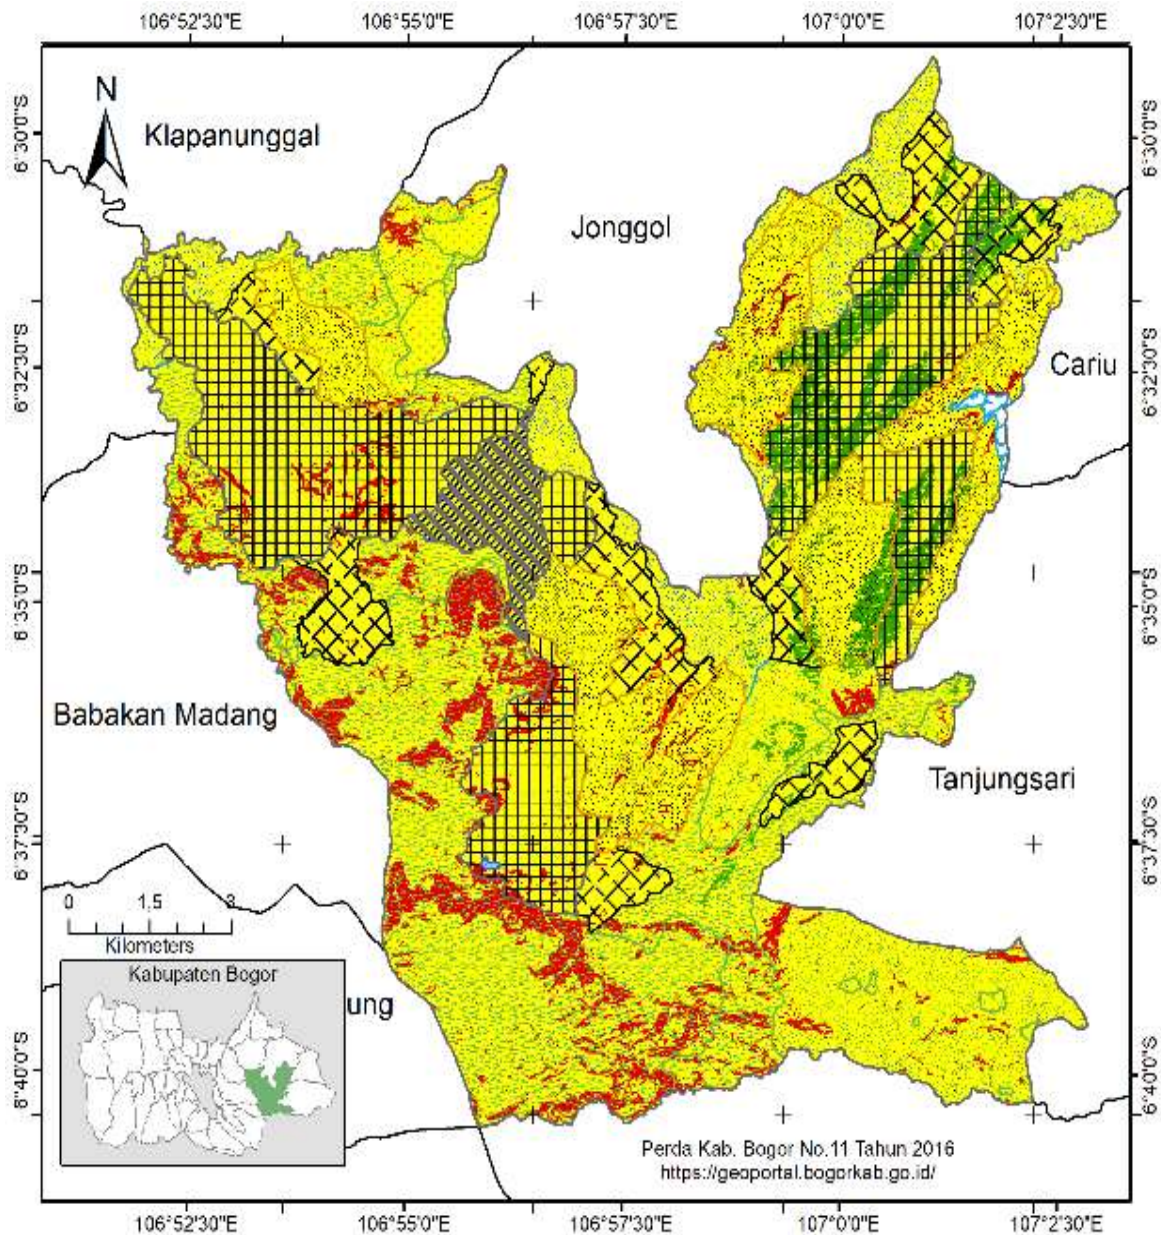 106°52'30"E 106°55'0"E 106°57'30"E 107°0'0"E 107°2'30"E
N
Klapanunggal
Jonggol
Cariu
Babakan Madang
Tanjungsari
ung
6°30'0"S
6°32'30"S
6°35'0"S
6°37'30"S
6°40'0"S
6°30'0"S
6°32'30"S
6°35'0"S
6°37'30"S
6°40'0"S
0 1.5 3
Kilometers
Kabupaten Bogor
Perda Kab. Bogor No.11 Tahun 2016
https://geoportal.bogorkab.go.id/
106°52'30"E 106°55'0"E 106°57'30"E 107°0'0"E 107°2'30"E